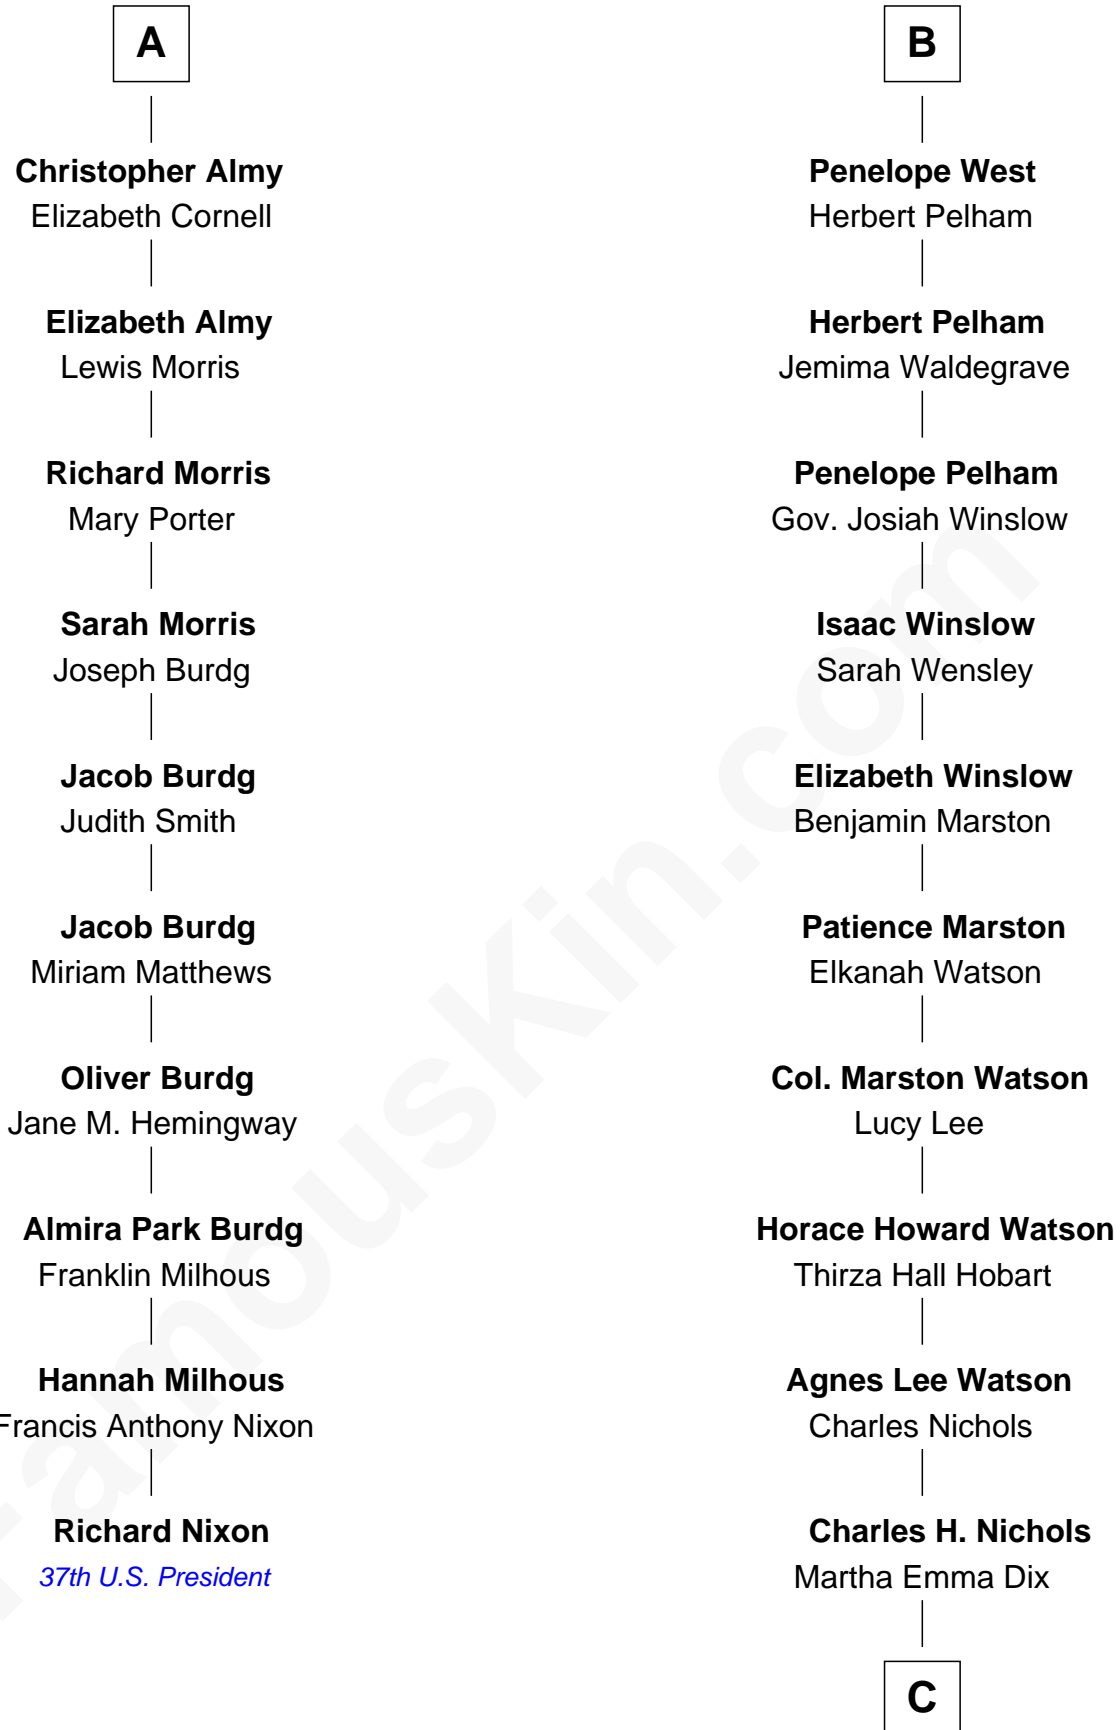 A
Christopher Almy
Elizabeth Cornell
Elizabeth Almy
Lewis Morris
Richard Morris
Mary Porter
Sarah Morris
Joseph Burdg
Jacob Burdg
Judith Smith
Jacob Burdg
Miriam Matthews
Oliver Burdg
Jane M. Hemingway
Almira Park Burdg
Franklin Milhous
Hannah Milhous
Francis Anthony Nixon
Richard Nixon
37th U.S. President
B
Penelope West
Herbert Pelham
Herbert Pelham
Jemima Waldegrave
Penelope Pelham
Gov. Josiah Winslow
Isaac Winslow
Sarah Wensley
Elizabeth Winslow
Benjamin Marston
Patience Marston
Elkanah Watson
Col. Marston Watson
Lucy Lee
Horace Howard Watson
Thirza Hall Hobart
Agnes Lee Watson
Charles Nichols
Charles H. Nichols
Martha Emma Dix
C
FamousKin.com